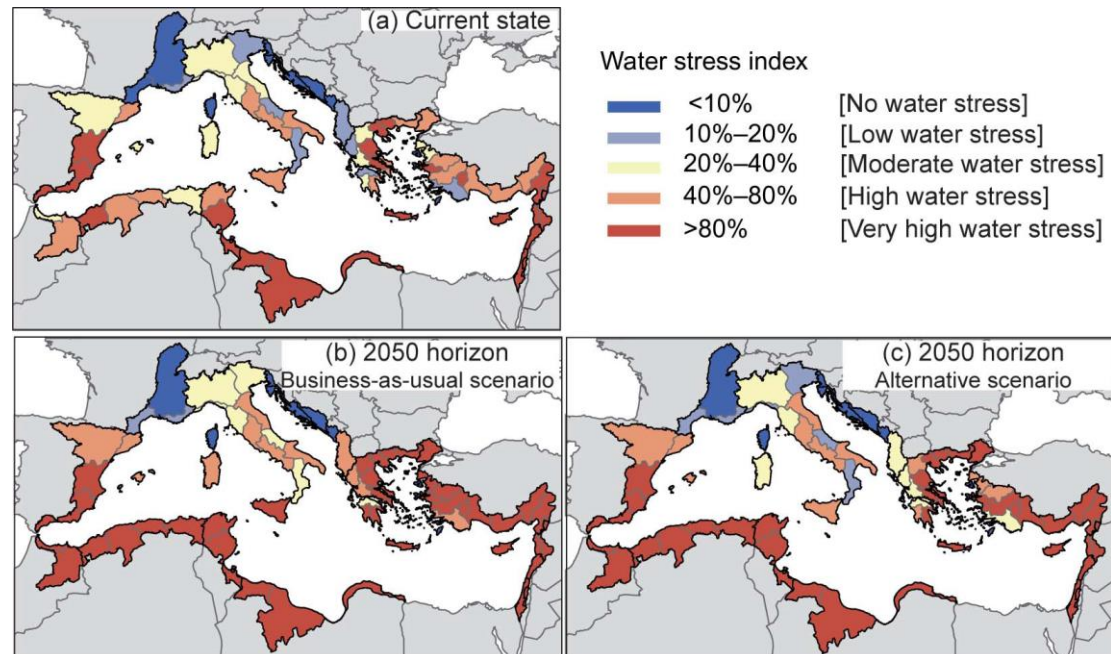 (a) Current state
Water stress index
<10% [No water stress]
10%–20% [Low water stress]
20%–40% [Moderate water stress]
40%–80% [High water stress]
>80% [Very high water stress]
(b) 2050 horizon
Business-as-usual scenario
(c) 2050 horizon
Alternative scenario